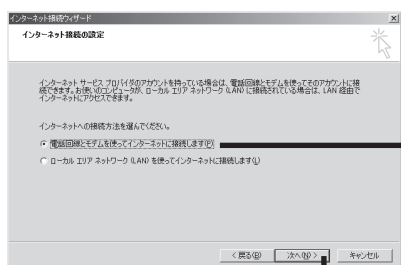 インターネット接続ウィザード
インターネット接続の設定
インターネット サービス プロバイダのアカウントを持っている場合は、電話回線とモデムを使ってそのアカウントに接
続できます。お使いのコンピュータが、ローカル エリア ネットワーク (LAN) に接続されている場合は、LAN 経由で
インターネットにアクセスできます。
インターネットへの接続方法を選んでください。
電話回線とモデムを使ってインターネットに接続します(P)
ローカル エリア ネットワーク (LAN) を使ってインターネットに接続します(L)
< 戻る(B) 次へ(N) > キャンセル